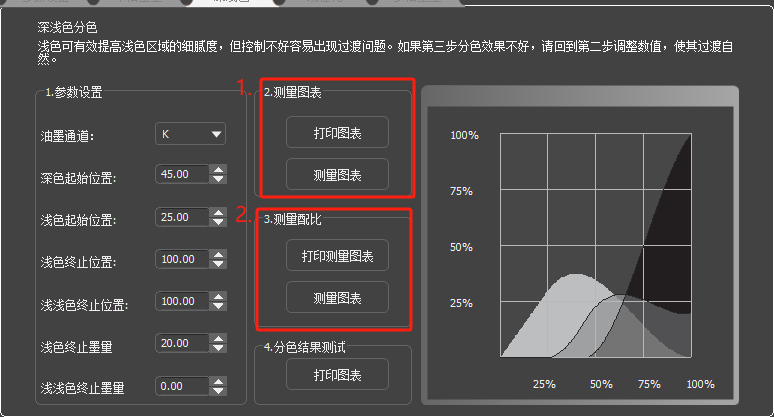 深浅色分色
浅色可有效提高浅色区域的细腻度，但控制不好容易出现过渡问题。如果第三步分色效果不好，请回到第二步调整数值，使其过渡自
然。
1.参数设置
油墨通道: K
深色起始位置: 45.00
浅色起始位置: 25.00
浅色终止位置: 100.00
浅浅色终止位置: 100.00
浅色终止墨量 20.00
浅浅色终止墨量 0.00
1.
2.测量图表
打印图表
测量图表
2.
3.测量配比
打印测量图表
测量图表
4.分色结果测试
打印图表
100%
75%
50%
25%
25% 50% 75% 100%